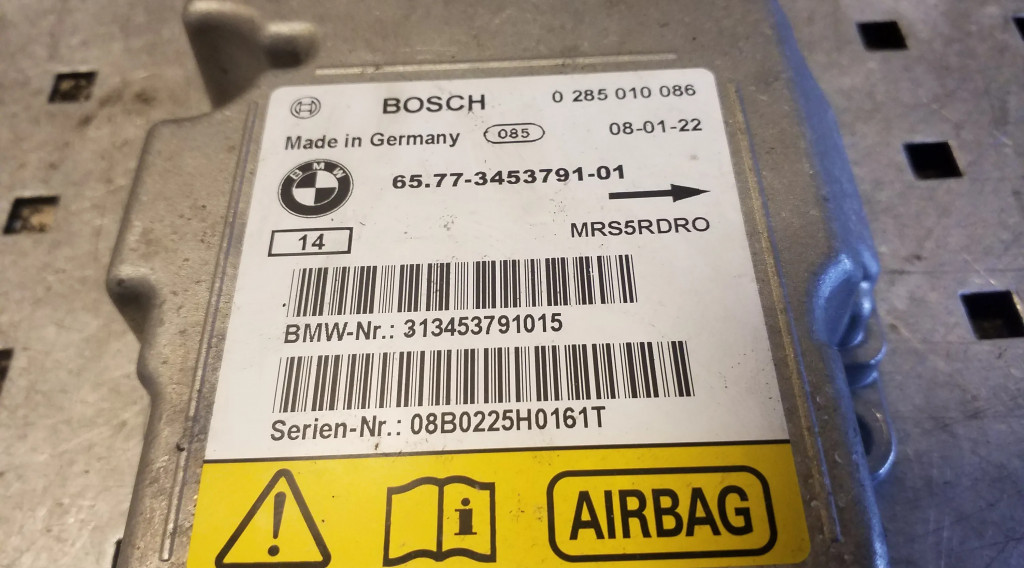 BOSCH 0 285 010 086
Made in Germany 085 08-01-22
BMW 65.77-3453791-01
MRS5RDRO
14
BMW-Nr.: 313453791015
Serien-Nr.: 08B0225H0161T
i AIRBAG